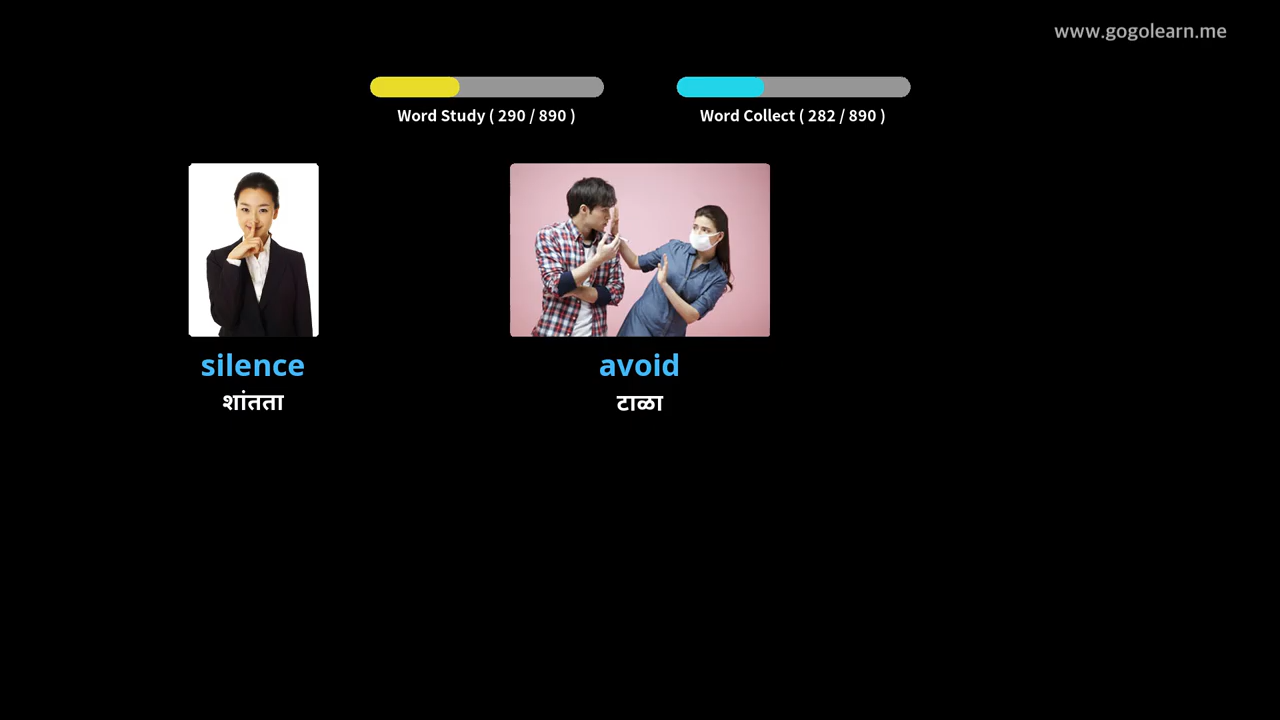 www.gogolearn.me
Word Study ( 290 / 890 )
Word Collect ( 282 / 890 )
silence
शांतता
avoid
टाळा